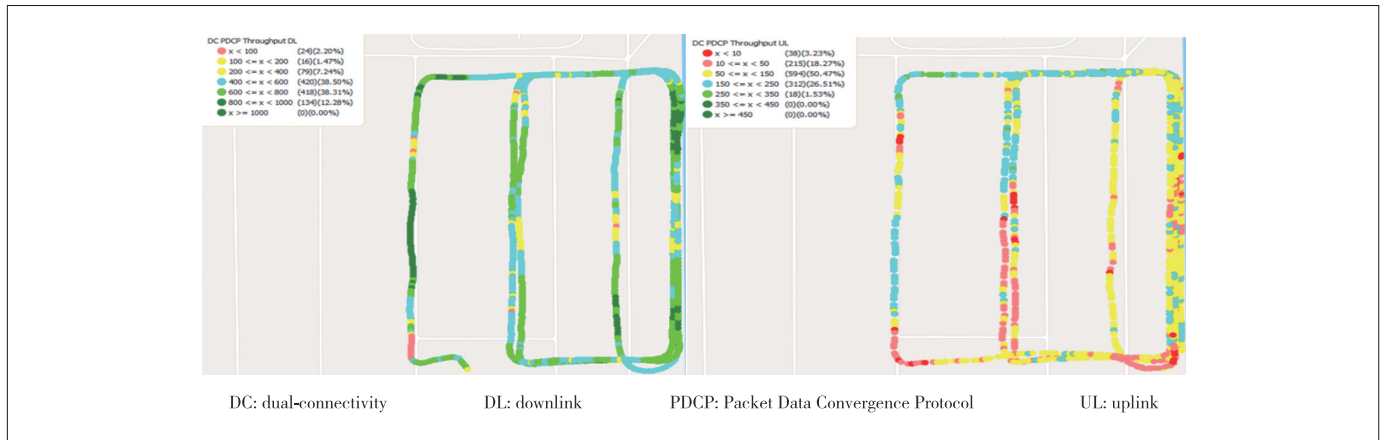 DC PDCP Throughput DL
x < 100 (24)(2.20%)
100 <= x < 200 (16)(1.47%)
200 <= x < 400 (79)(7.24%)
400 <= x < 600 (420)(38.50%)
600 <= x < 800 (418)(38.31%)
800 <= x < 1000 (134)(12.28%)
x >= 1000 (0)(0.00%)
DC PDCP Throughput UL
x < 10 (38)(3.23%)
10 <= x < 50 (215)(18.27%)
50 <= x < 150 (594)(50.47%)
150 <= x < 250 (312)(26.51%)
250 <= x < 350 (18)(1.53%)
350 <= x < 450 (0)(0.00%)
x >= 450 (0)(0.00%)
DC: dual-connectivity DL: downlink PDCP: Packet Data Convergence Protocol UL: uplink